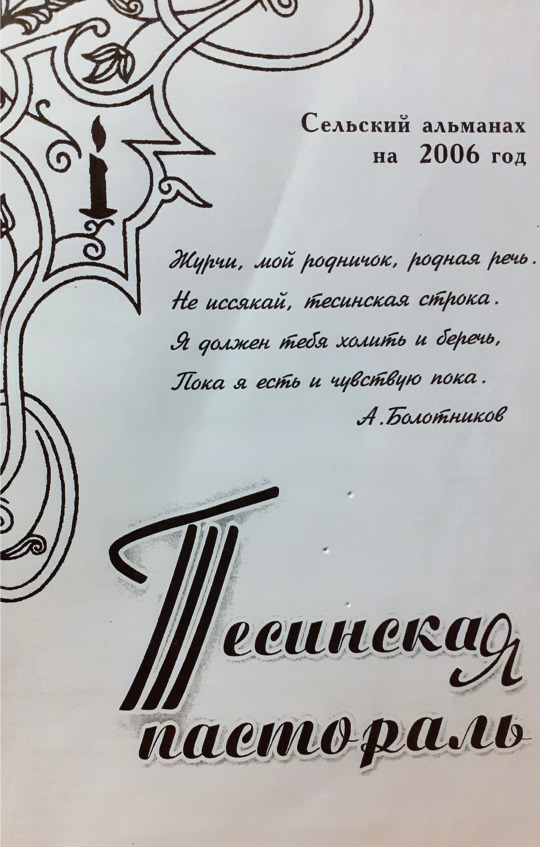 Сельский альманах
на 2006 год
Журчи, мой родничок, родная речь.
Не иссякай, тесинская строка.
Я должен тебя холить и беречь,
Пока я есть и чувствую пока.
А. Болотников
Тесинская
пастораль